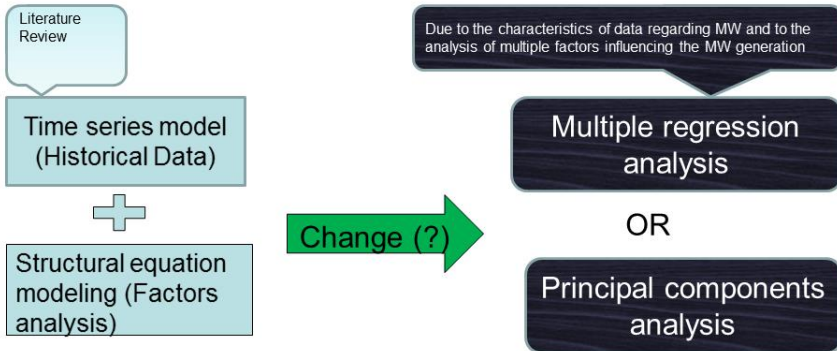 Literature
Review
Time series model
(Historical Data)
Structural equation
modeling (Factors
analysis)
Change (?)
Due to the characteristics of data regarding MW and to the
analysis of multiple factors influencing the MW generation
Multiple regression
analysis
OR
Principal components
analysis